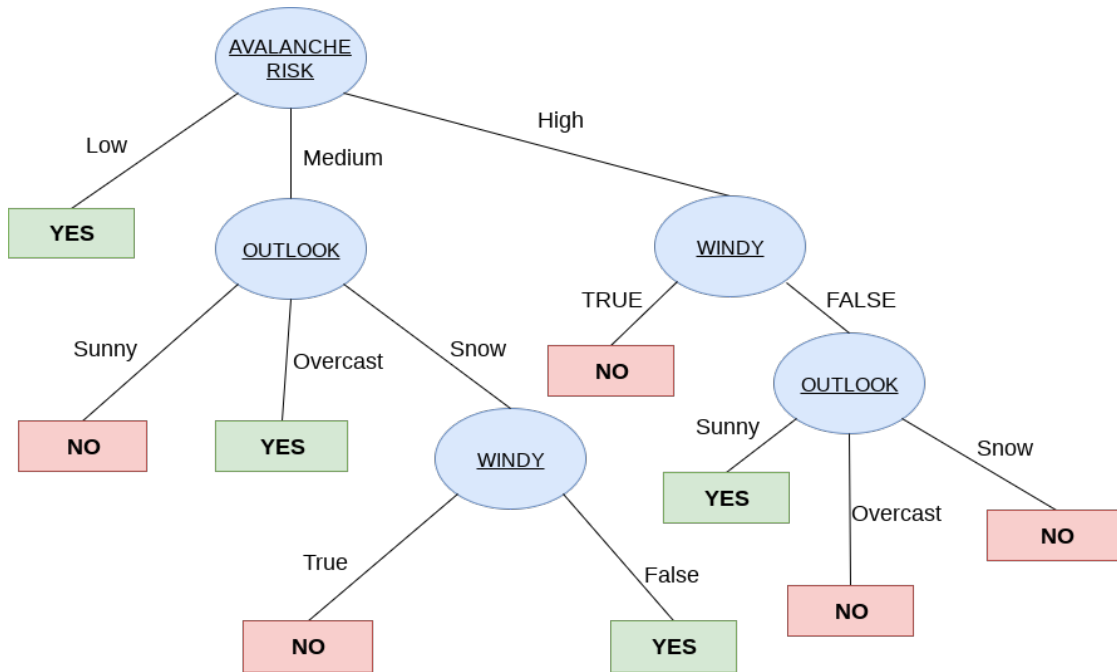 AVALANCHE
RISK
Low
Medium
High
YES
OUTLOOK
WINDY
TRUE
FALSE
Sunny
Overcast
Snow
NO
OUTLOOK
NO
YES
WINDY
Sunny
Overcast
Snow
YES
NO
NO
True
False
NO
YES